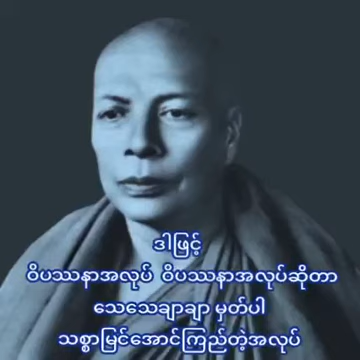 ဒါဖြင့်
ဝိပဿနာအလုပ် ဝိပဿနာအလုပ်ဆိုတာ
သေသေချာချာ မှတ်ပါ
သစ္စာမြင်အောင်ကြည့်တဲ့အလုပ်